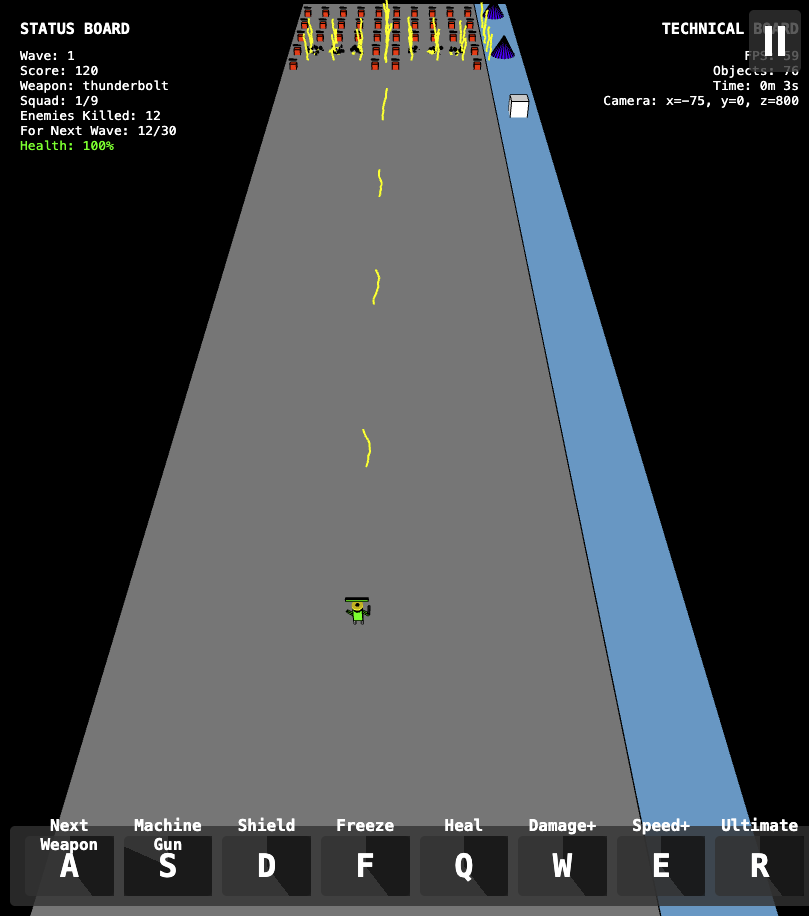 STATUS BOARD
Wave: 1
Score: 120
Weapon: thunderbolt
Squad: 1/9
Enemies Killed: 12
For Next Wave: 12/30
Health: 100%
TECHNICAL BOARD
FPS: 59
Objects: 76
Time: 0m 3s
Camera: x=-75, y=0, z=800
Next Weapon
A
Machine Gun
S
Shield
D
Freeze
F
Heal
Q
Damage+
W
Speed+
E
Ultimate
R